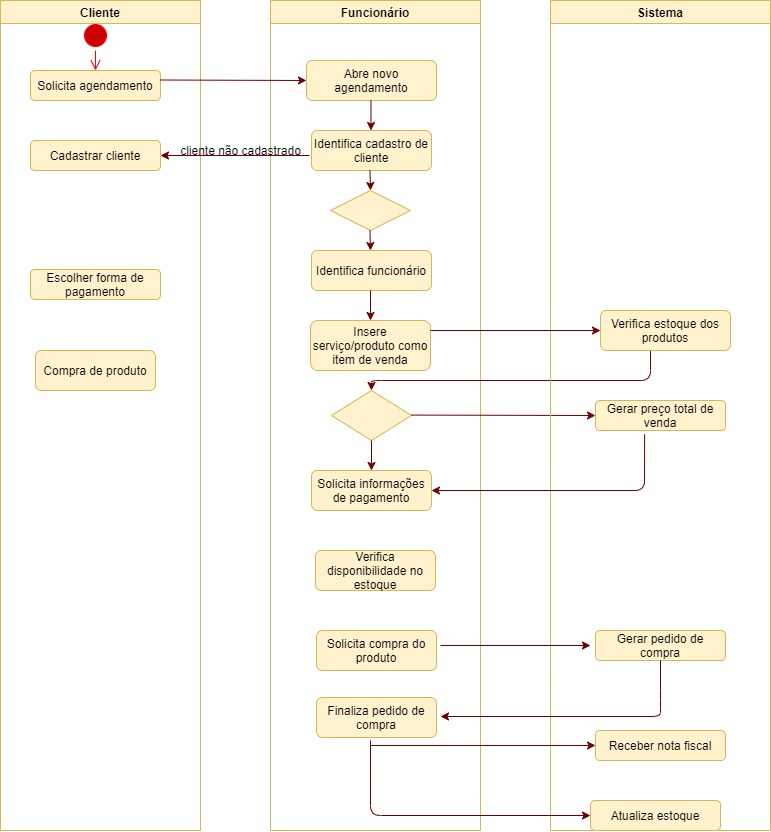 Cliente
Funcionário
Sistema
Solicita agendamento
Abre novo
agendamento
Cadastrar cliente
cliente não cadastrado
Identifica cadastro de
cliente
Identifica funcionário
Escolher forma de
pagamento
Insere
serviço/produto como
item de venda
Verifica estoque dos
produtos
Compra de produto
Gerar preço total de
venda
Solicita informações
de pagamento
Verifica
disponibilidade no
estoque
Solicita compra do
produto
Gerar pedido de
compra
Finaliza pedido de
compra
Receber nota fiscal
Atualiza estoque